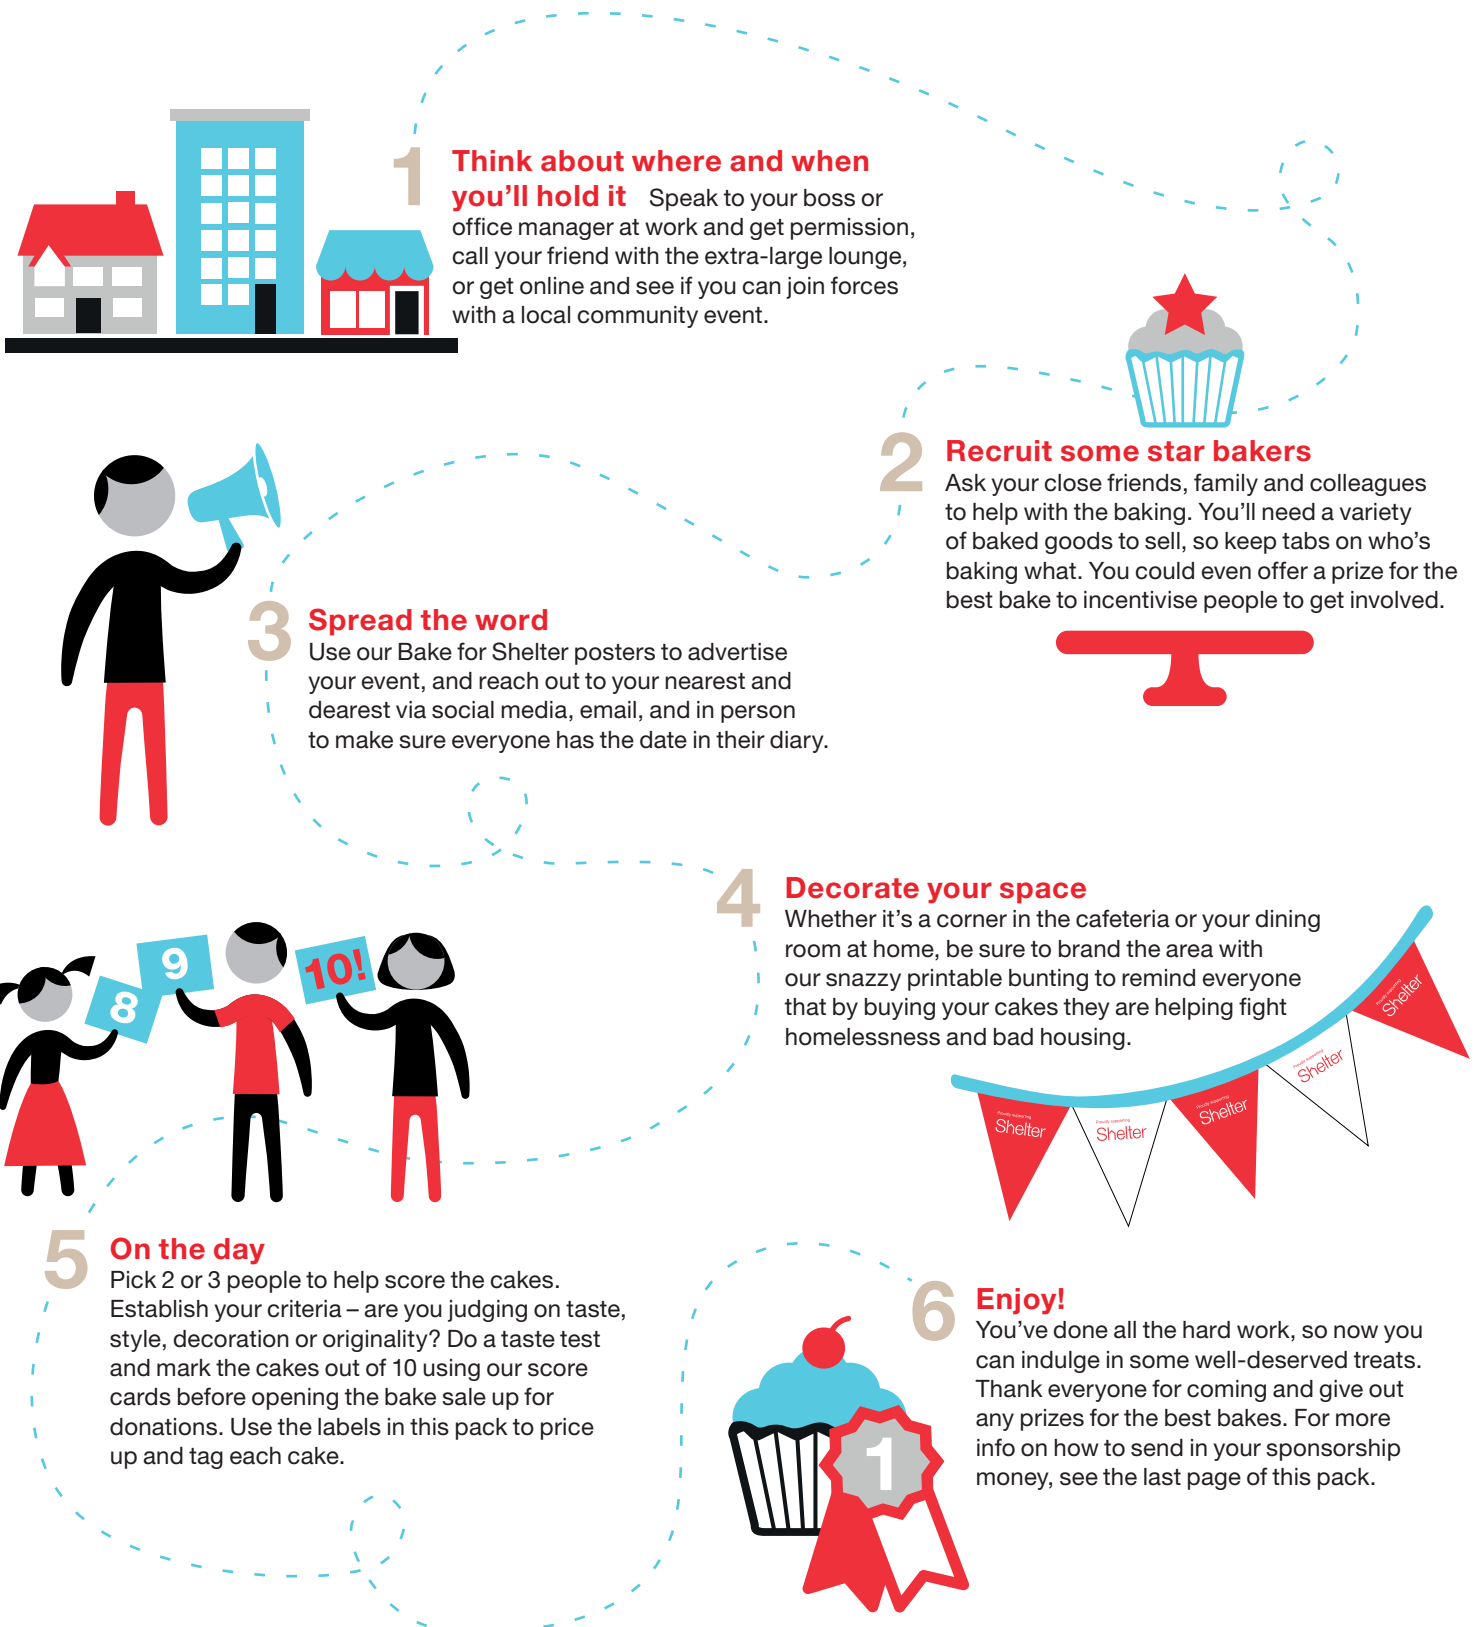 1
Think about where and when
you'll hold it Speak to your boss or
office manager at work and get permission,
call your friend with the extra-large lounge,
or get online and see if you can join forces
with a local community event.
2
Recruit some star bakers
Ask your close friends, family and colleagues
to help with the baking. You'll need a variety
of baked goods to sell, so keep tabs on who's
baking what. You could even offer a prize for the
best bake to incentivise people to get involved.
3
Spread the word
Use our Bake for Shelter posters to advertise
your event, and reach out to your nearest and
dearest via social media, email, and in person
to make sure everyone has the date in their diary.
4
Decorate your space
Whether it's a corner in the cafeteria or your dining
room at home, be sure to brand the area with
our snazzy printable bunting to remind everyone
that by buying your cakes they are helping fight
homelessness and bad housing.
Proudly supporting
Shelter
Proudly supporting
Shelter
Proudly supporting
Shelter
Proudly supporting
Shelter
Proudly supporting
Shelter
8
9
10!
5
On the day
Pick 2 or 3 people to help score the cakes.
Establish your criteria – are you judging on taste,
style, decoration or originality? Do a taste test
and mark the cakes out of 10 using our score
cards before opening the bake sale up for
donations. Use the labels in this pack to price
up and tag each cake.
6
Enjoy!
You've done all the hard work, so now you
can indulge in some well-deserved treats.
Thank everyone for coming and give out
any prizes for the best bakes. For more
info on how to send in your sponsorship
money, see the last page of this pack.
1